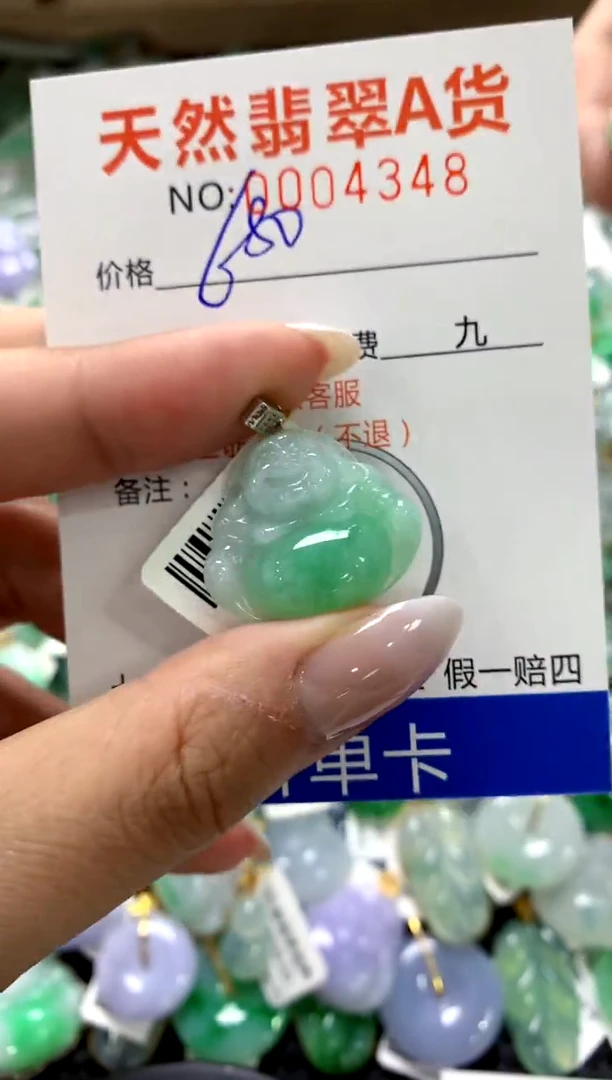 天然翡翠A货
NO:0004348
价格 680
费 九
客服
（不退）
备注：
假一赔四
单卡